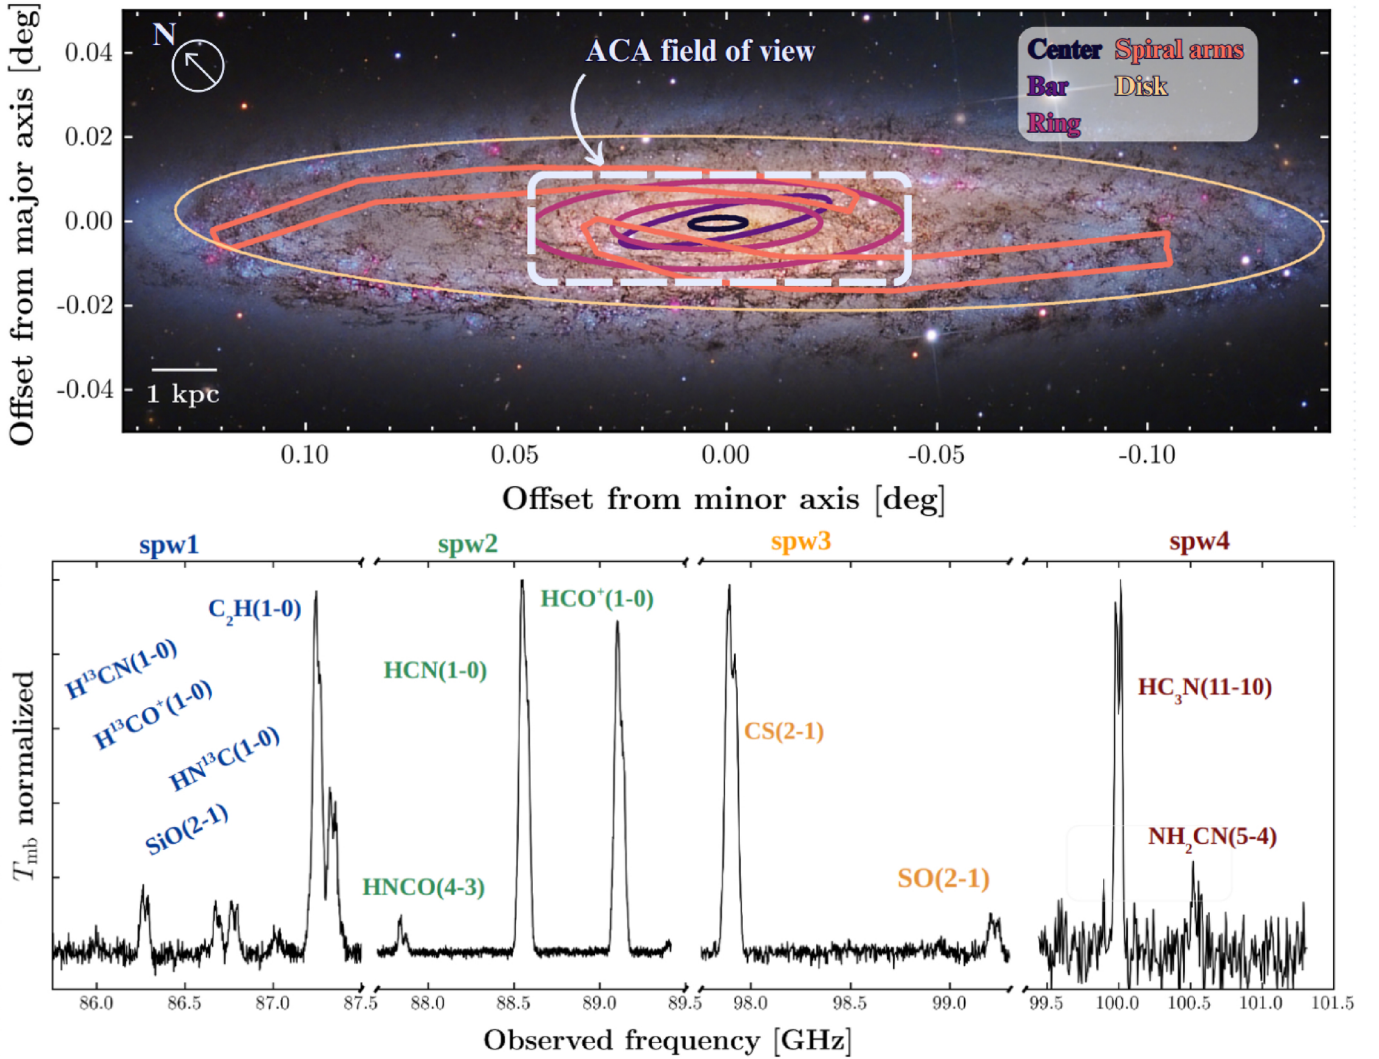 Offset from major axis [deg]
0.04
0.02
0.00
-0.02
-0.04
N
ACA field of view
Center Spiral arms
Bar Disk
Ring
1 kpc
0.10 0.05 0.00 -0.05 -0.10
Offset from minor axis [deg]
spw1 spw2 spw3 spw4
T_mb normalized
C₂H(1-0)
H¹³CN(1-0)
H¹³CO⁺(1-0)
HN¹³C(1-0)
SiO(2-1)
HCO⁺(1-0)
HCN(1-0)
HNCO(4-3)
CS(2-1)
SO(2-1)
HC₃N(11-10)
NH₂CN(5-4)
86.0 86.5 87.0 87.5 88.0 88.5 89.0 89.5 98.0 98.5 99.0 99.5 100.0 100.5 101.0 101.5
Observed frequency [GHz]